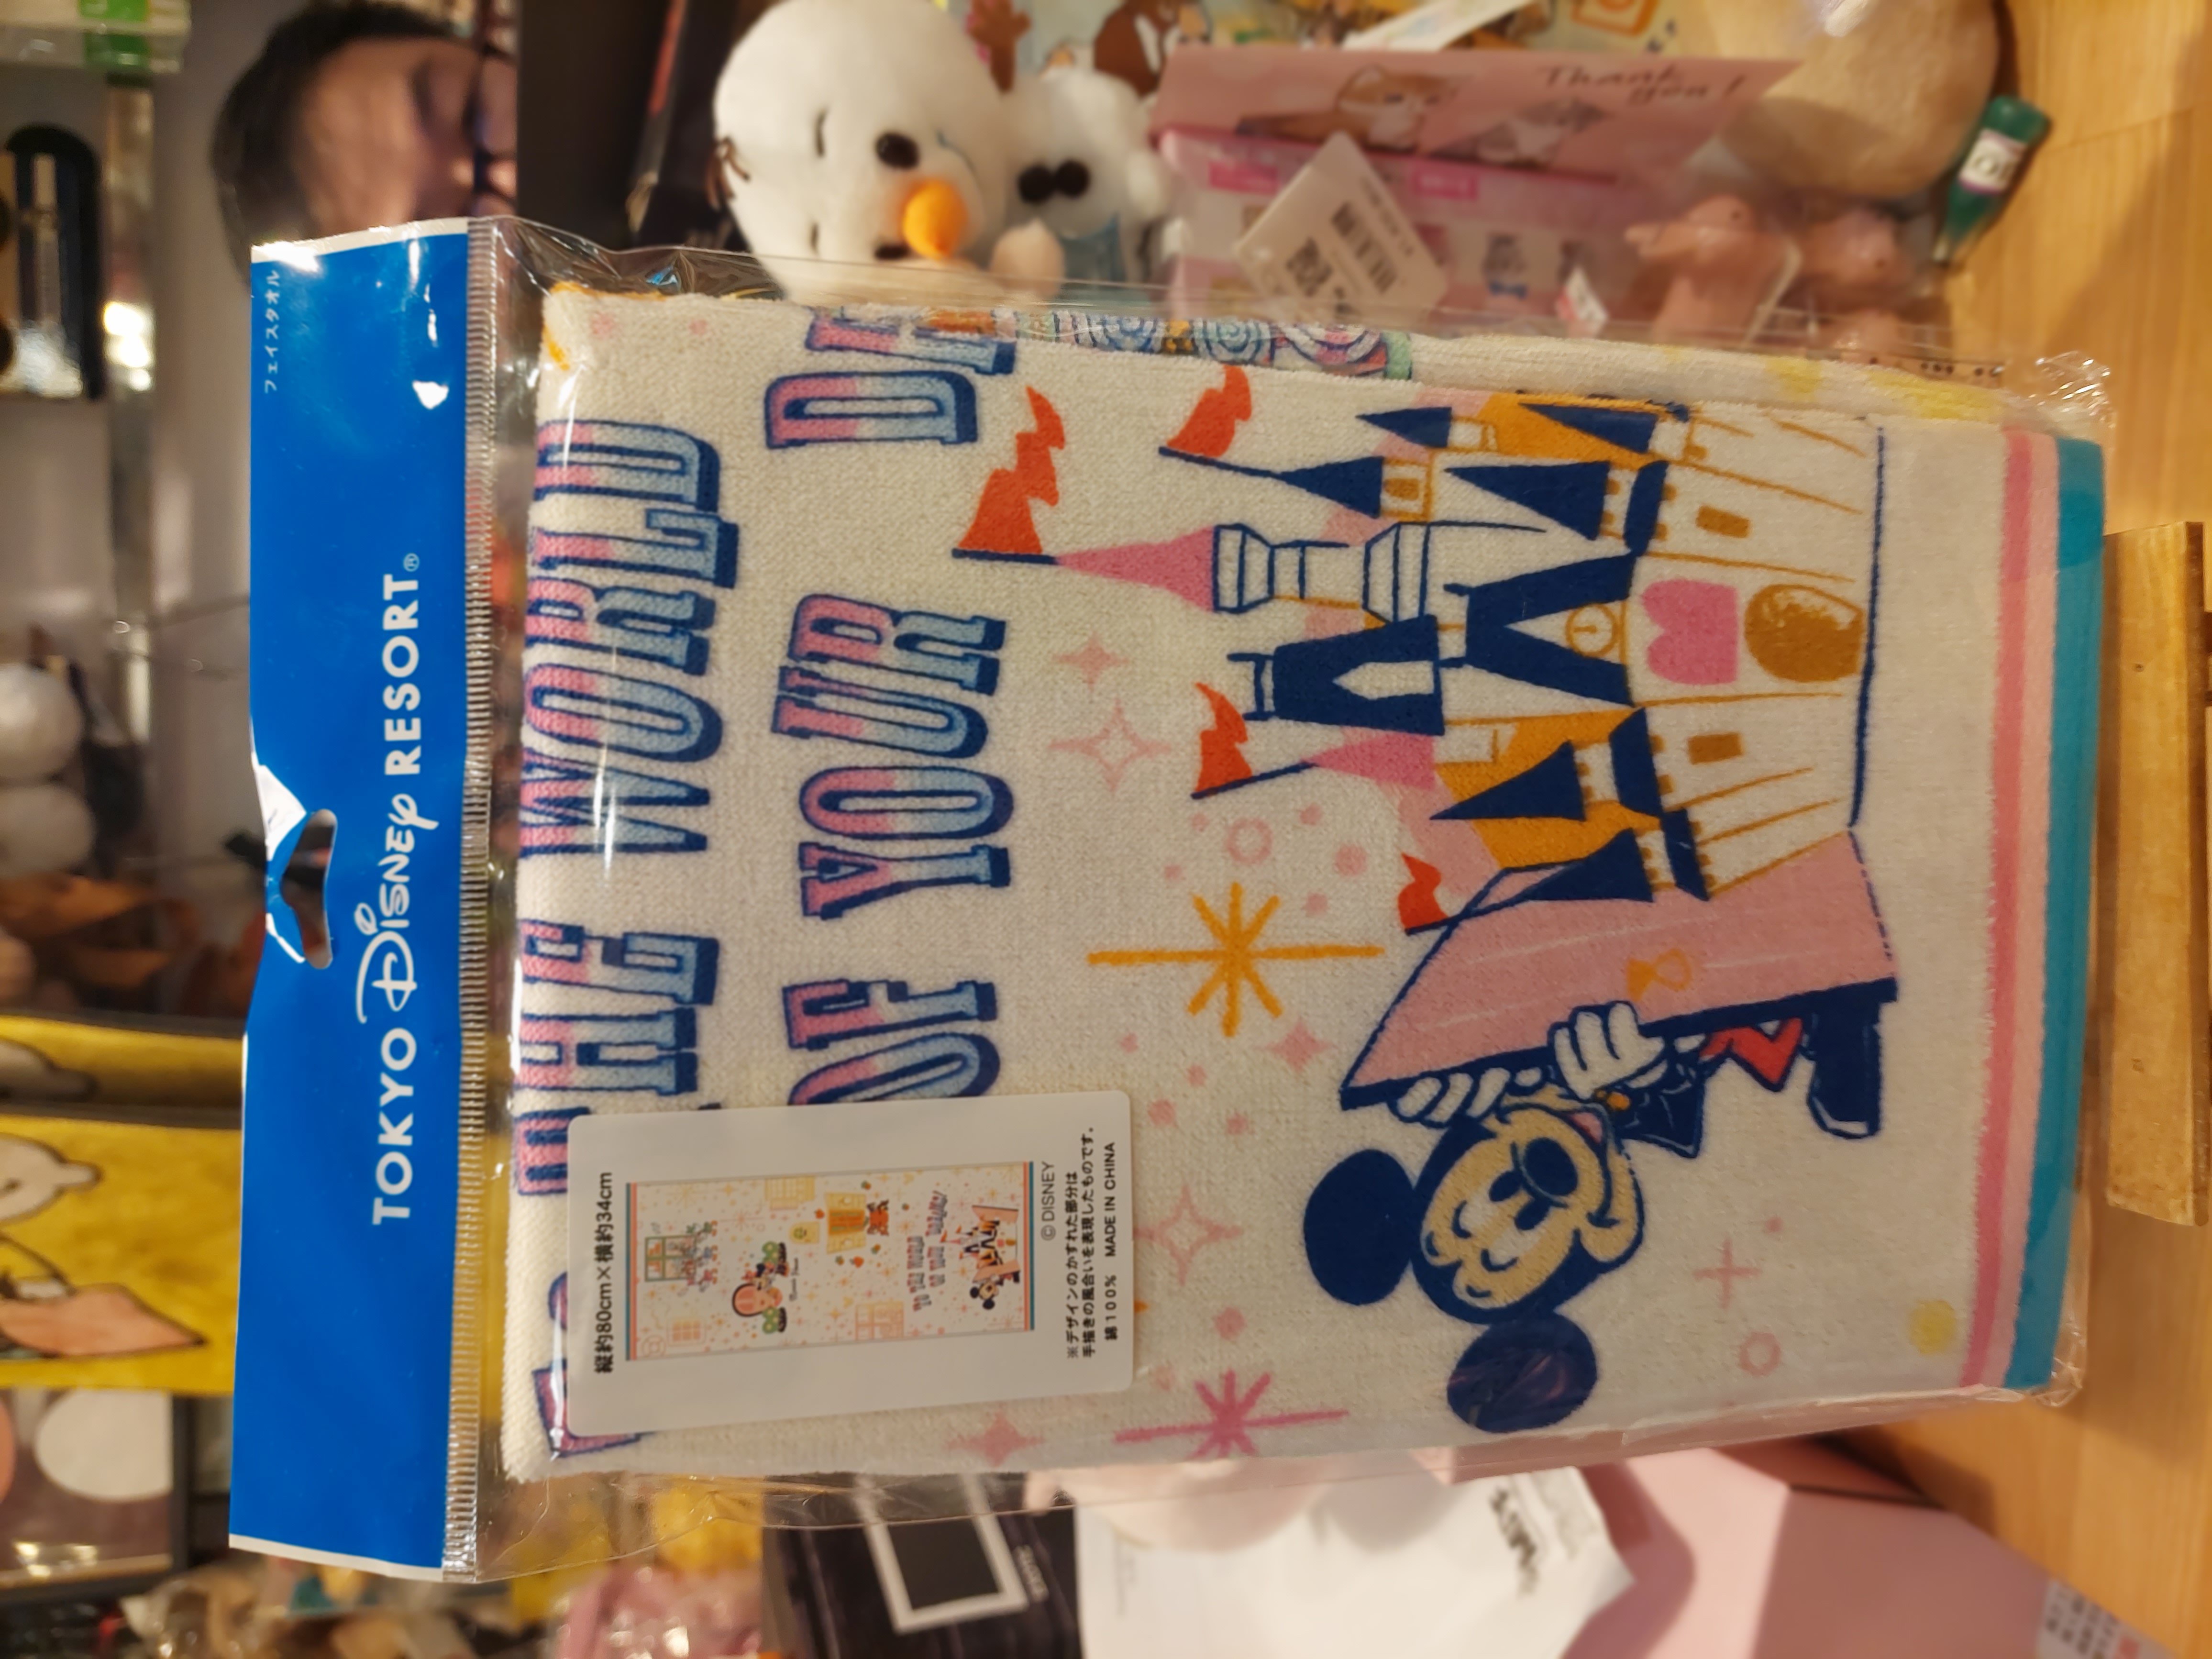 フェイスタオル
TOKYO Disney RESORT®
THE WORLD
OF YOUR
縦約80cm×横約34cm
© DISNEY
※デザインのかすれた部分は
手描きの風合いを表現したものです。
綿100% MADE IN CHINA
Thank
you!